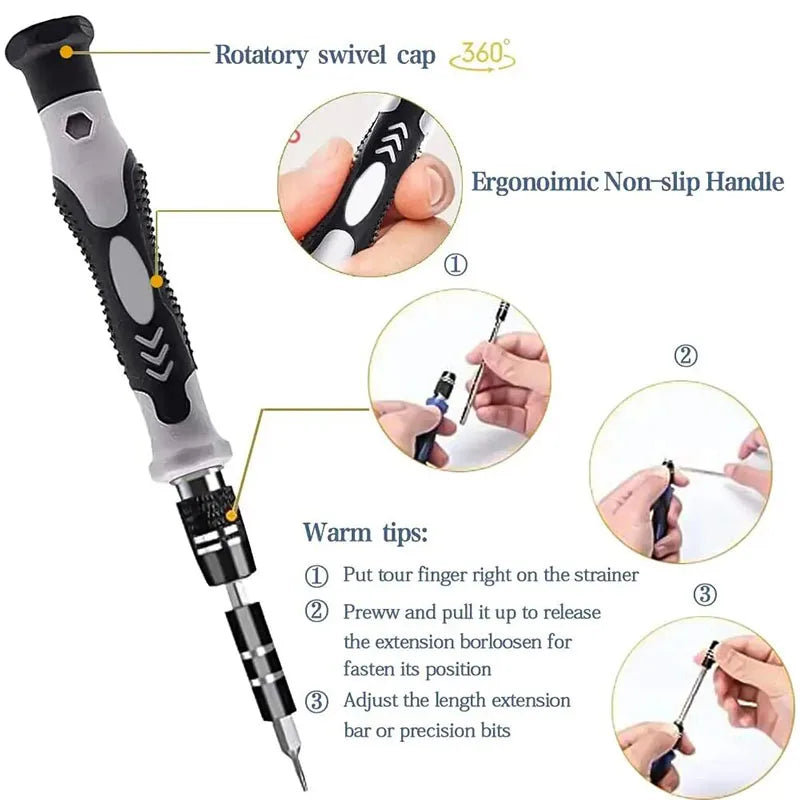 Rotatory swivel cap 360°
Ergonoimic Non-slip Handle
①
②
Warm tips:
① Put tour finger right on the strainer
② Preww and pull it up to release
the extension borloosen for
fasten its position
③
③ Adjust the length extension
bar or precision bits